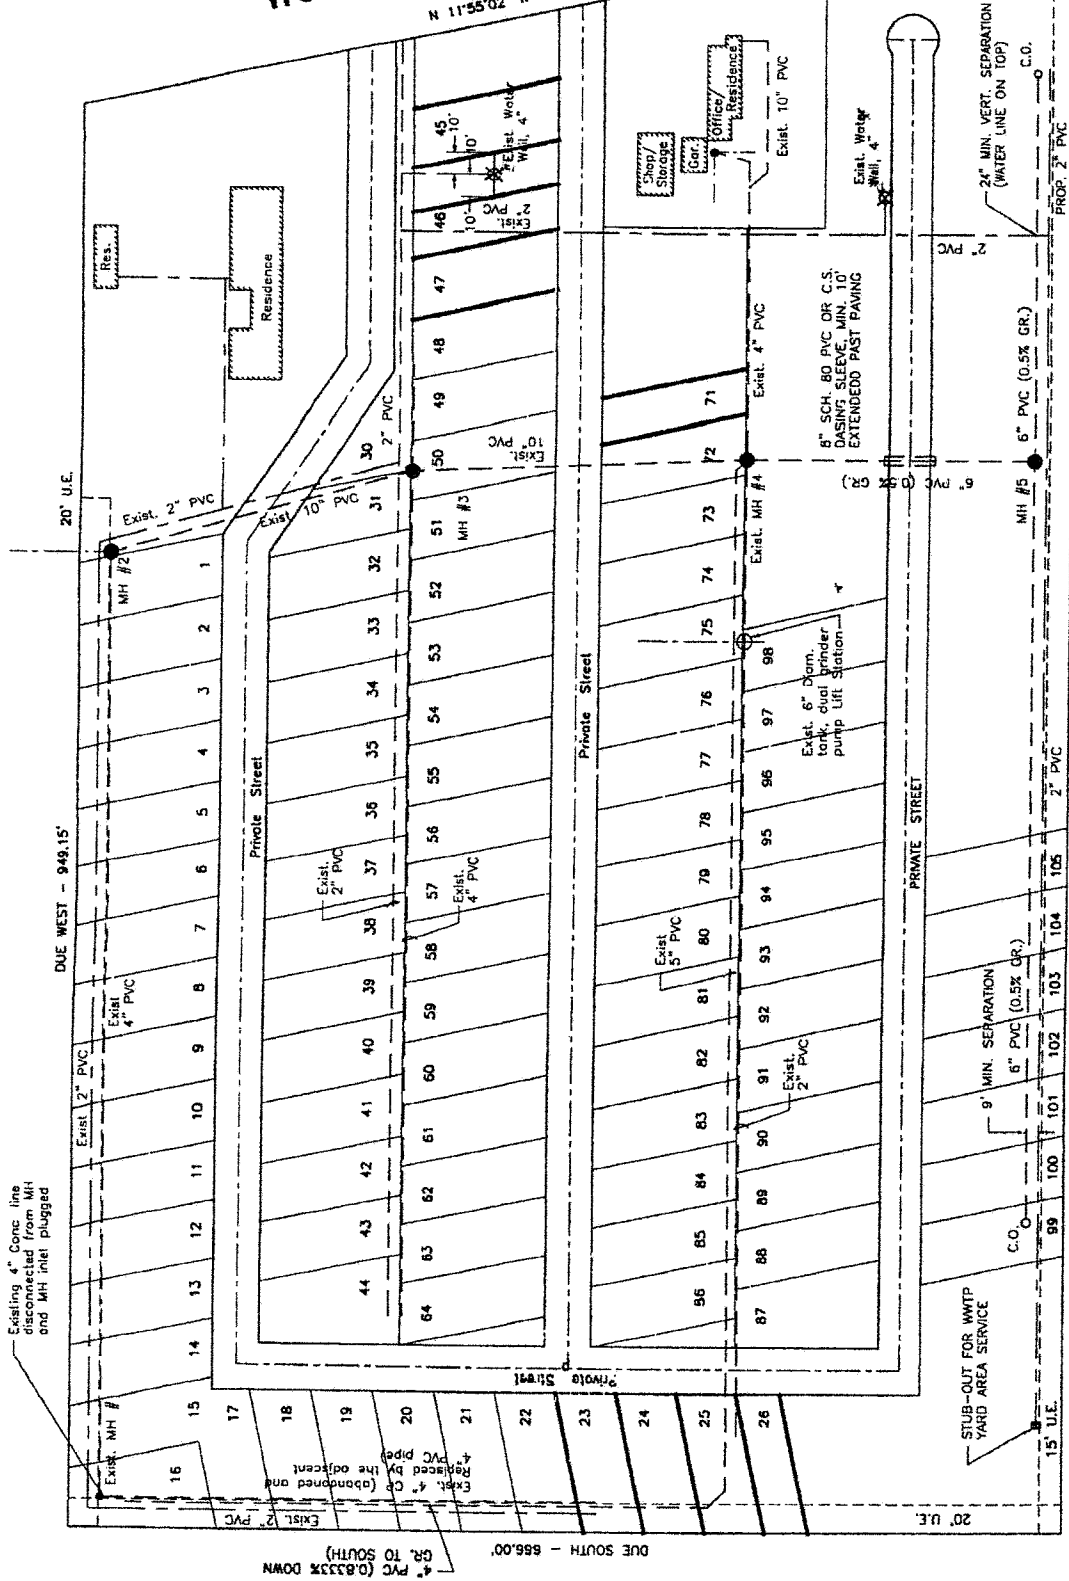 N 11°55'02" W
DUE WEST - 949.15'
20' U.E.
Existing 4" Conc line
disconnected from MH
and MH inlet plugged
Exist 2" PVC
Exist
4" PVC
MH #2
Exist. 2" PVC
Exist 10" PVC
Res.
Residence
1
2
3
4
5
6
7
8
9
10
11
12
13
14
15
16
Exist. MH #
Private Street
30
31
32
33
34
35
36
37
38
39
40
41
42
43
44
2" PVC
Exist.
2" PVC
MH #3
Exist.
10" PVC
45
46
47
48
49
50
51
52
53
54
55
56
57
58
59
60
61
62
63
64
10'
10'
10'
Exist. Water
Well, 4"
Exist.
2" PVC
Exist.
4" PVC
Private Street
Shop/
Storage
Gar.
Office/
Residence
Exist. 10" PVC
Exist. 4" PVC
71
72
73
74
75
76
77
78
79
80
81
82
83
84
85
86
Exist. MH #4
Exist
5" PVC
98
97
96
95
94
93
92
91
90
89
88
87
Exist. 6" Diam.
tank, dual grinder
pump Lift Station
Exist.
2" PVC
8" SCH. 80 PVC OR C.S.
DASING SLEEVE, MIN. 10'
EXTENDEDD PAST PAVING
Exist. Water
Well, 4"
PRIVATE STREET
2" PVC
24" MIN. VERT. SEPARATION
(WATER LINE ON TOP)
C.O.
PROP. 2" PVC
6" PVC (0.5% GR.)
6" PVC (0.5% GR.)
MH #5
2" PVC
105
104
103
102
101
100
99
9' MIN. SERARATION
6" PVC (0.5% GR.)
C.O.
STUB-OUT FOR WWTP
YARD AREA SERVICE
15' U.E.
20' U.E.
Private Street
17
18
19
20
21
22
23
24
25
26
Exist. 4" CP (abandoned and
Replaced by the adjacent
4" PVC pipe)
Exist. 2" PVC
4" PVC (0.8333% DOWN
GR. TO SOUTH)
DUE SOUTH - 666.00'